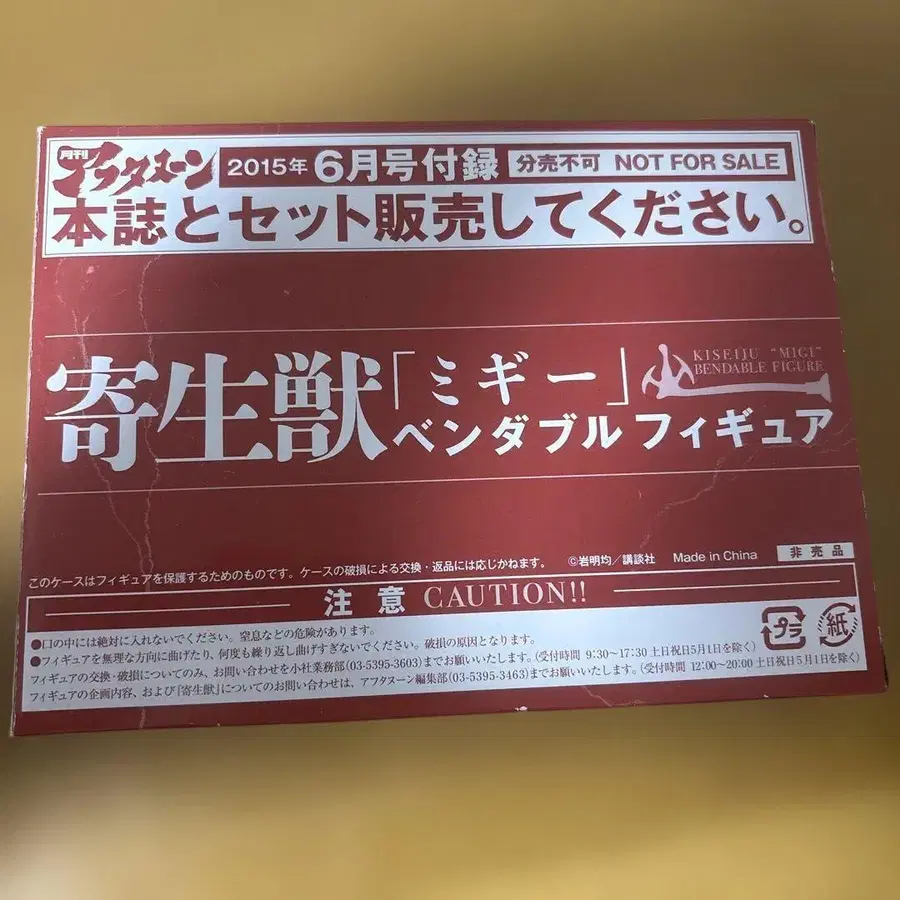 月刊アフタヌーン 2015年6月号付録 分売不可 NOT FOR SALE
本誌とセット販売してください。
寄生獣「ミギー」
KISEIJU "MIGI"
BENDABLE FIGURE
ベンダブルフィギュア
このケースはフィギュアを保護するためのものです。ケースの破損による交換・返品には応じかねます。 ©岩明均／講談社 Made in China 非売品
注意 CAUTION!!
●口の中には絶対に入れないでください。窒息などの危険があります。
●フィギュアを無理な方向に曲げたり、何度も繰り返し曲げすぎないでください。破損の原因となります。
フィギュアの交換・破損についてのみ、お問い合わせを小社業務部(03-5395-3603)までお願いいたします。(受付時間 9:30〜17:30 土日祝日5月1日を除く)
フィギュアの企画内容、および「寄生獣」についてのお問い合わせは、アフタヌーン編集部(03-5395-3463)までお願いいたします。(受付時間 12:00〜20:00 土日祝日5月1日を除く)
プラ
紙